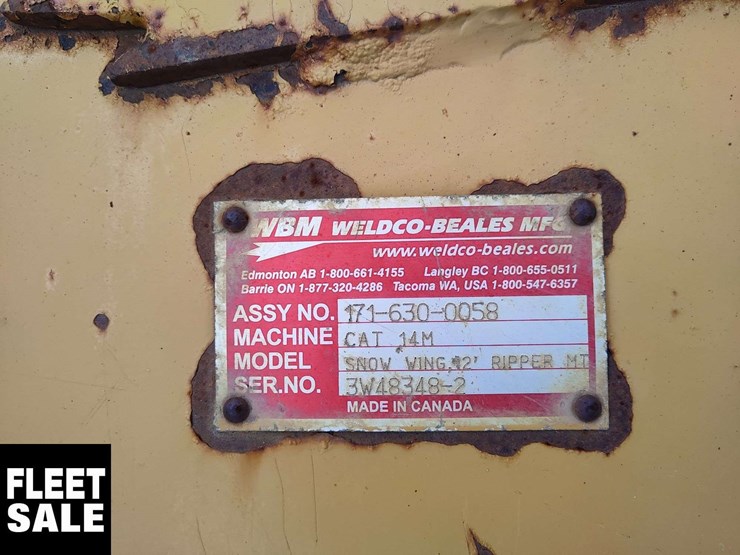 WBM WELDCO-BEALES MFG
www.weldco-beales.com
Edmonton AB 1-800-661-4155 Langley BC 1-800-655-0511
Barrie ON 1-877-320-4286 Tacoma WA, USA 1-800-547-6357
ASSY NO. 171-630-0058
MACHINE CAT 14M
MODEL SNOW WING,12' RIPPER MT
SER.NO. 3W48348-2
MADE IN CANADA
FLEET
SALE